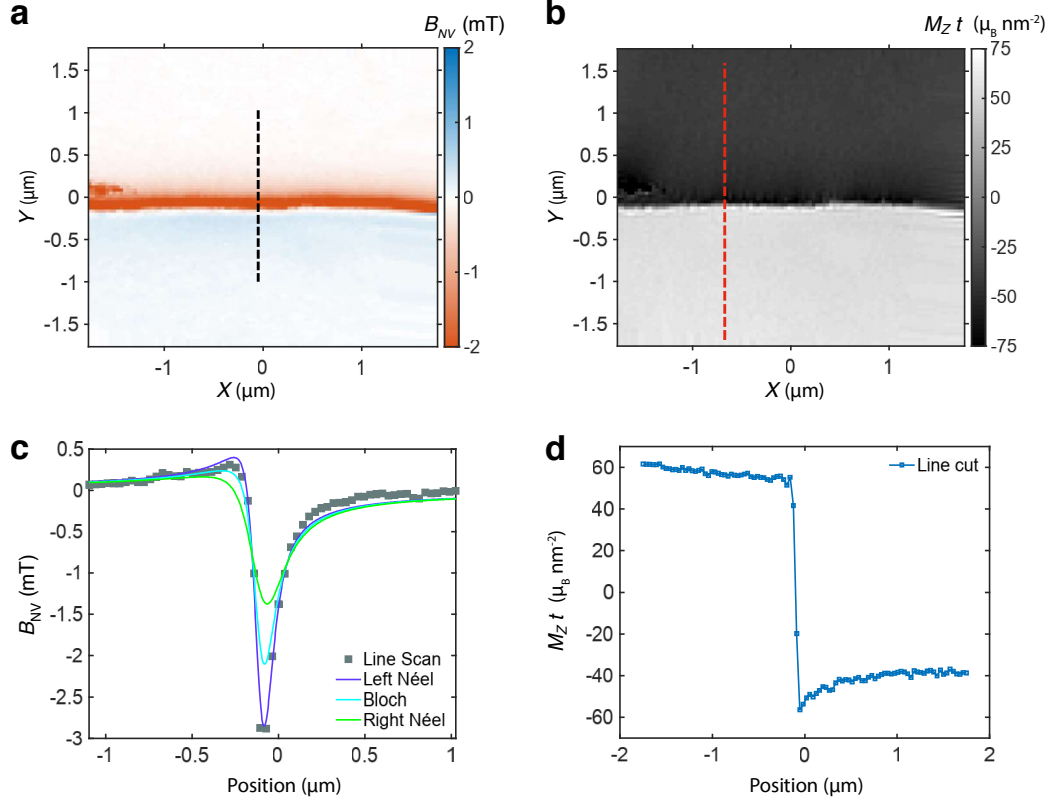 a
B_NV (mT)
2
1
0
-1
-2
1.5
1
0.5
0
-0.5
-1
-1.5
Y (μm)
-1 0 1
X (μm)
b
M_Z t (μ_B nm⁻²)
75
50
25
0
-25
-50
-75
1.5
1
0.5
0
-0.5
-1
-1.5
Y (μm)
-1 0 1
X (μm)
c
0.5
0
-0.5
-1
-1.5
-2
-2.5
-3
B_NV (mT)
Line Scan
Left Néel
Bloch
Right Néel
-1 -0.5 0 0.5 1
Position (μm)
d
60
40
20
0
-20
-40
-60
M_Z t (μ_B nm⁻²)
Line cut
-2 -1 0 1 2
Position (μm)